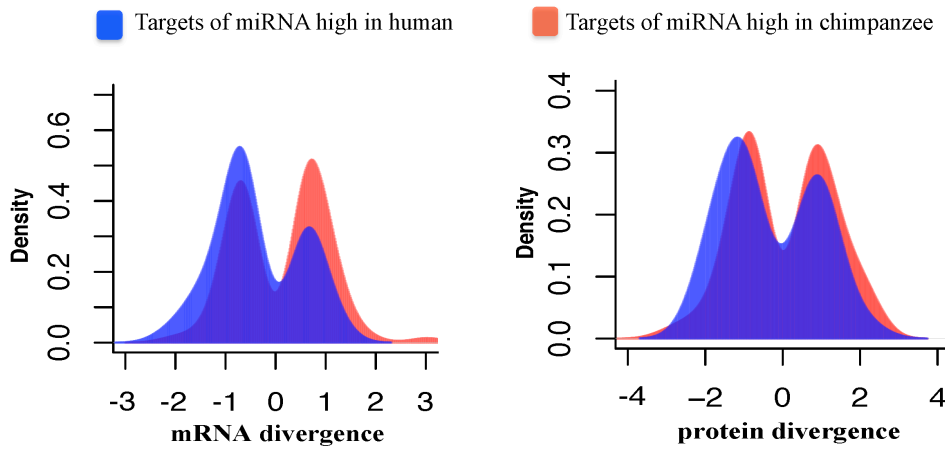 Targets of miRNA high in human
Targets of miRNA high in chimpanzee
Density
0.6
0.4
0.2
0.0
-3 -2 -1 0 1 2 3
mRNA divergence
Density
0.4
0.3
0.2
0.1
0.0
-4 −2 0 2 4
protein divergence